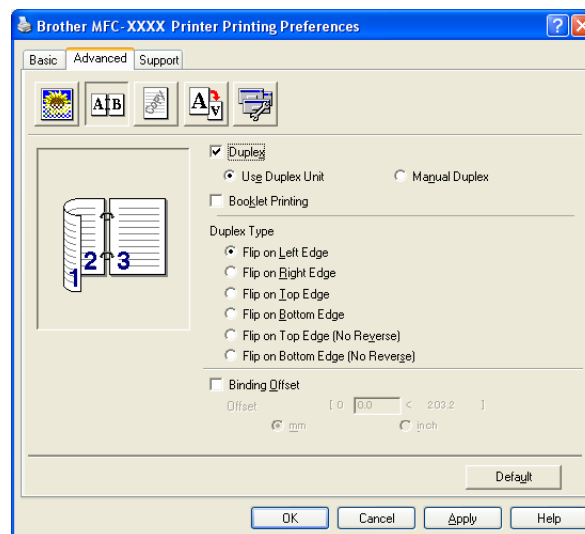 Brother MFC-XXXX Printer Printing Preferences
Basic Advanced Support
A B
A A
Duplex
Use Duplex Unit Manual Duplex
Booklet Printing
1 2 3
Duplex Type
Flip on Left Edge
Flip on Right Edge
Flip on Top Edge
Flip on Bottom Edge
Flip on Top Edge (No Reverse)
Flip on Bottom Edge (No Reverse)
Binding Offset
Offset [ 0 0.0 < 203.2 ]
mm inch
Default
OK Cancel Apply Help